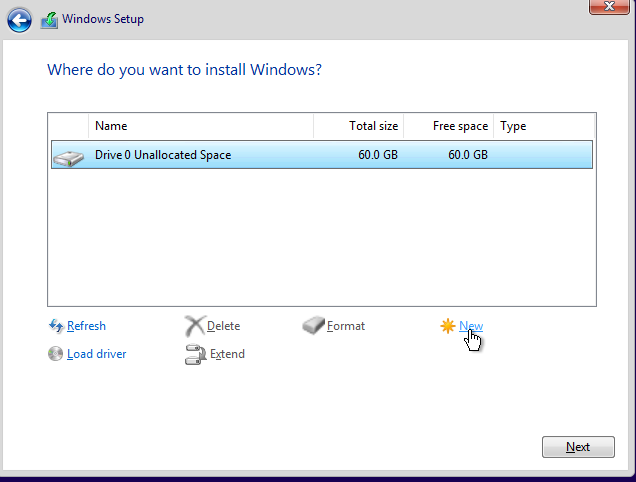 Windows Setup
Where do you want to install Windows?
Name Total size Free space Type
Drive 0 Unallocated Space 60.0 GB 60.0 GB
Refresh Delete Format New
Load driver Extend
Next